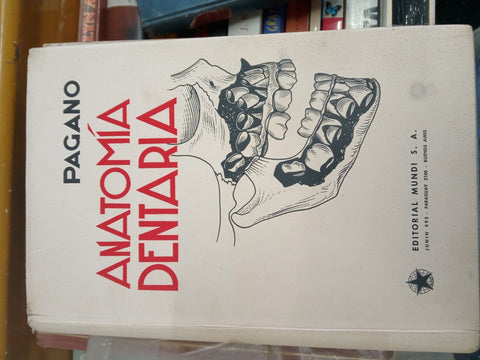 PAGANO
ANATOMÍA
DENTARIA
EDITORIAL MUNDI S. A.
JUNIN 895 - PARAGUAY 2100 - BUENOS AIRES